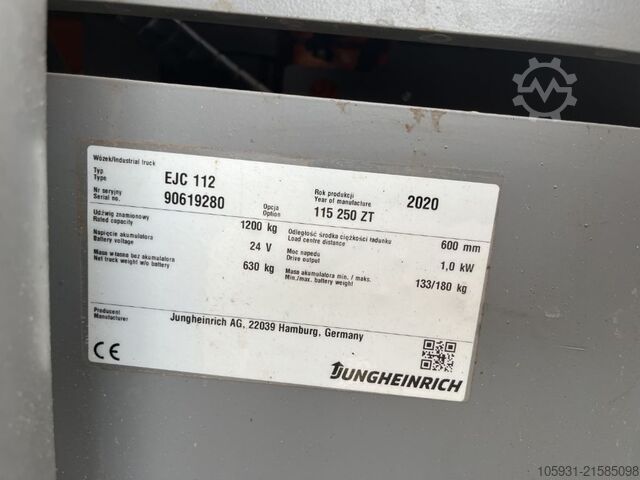 Wózek/Industrial truck
Typ
Type
EJC 112
Rok produkcji
Year of manufacture
2020
Nr seryjny
Serial no.
90619280
Opcja
Option
115 250 ZT
Udźwig znamionowy
Rated capacity
1200 kg
Odległość środka ciężkości ładunku
Load centre distance
600 mm
Napięcie akumulatora
Battery voltage
24 V
Moc napędu
Drive output
1,0 kW
Masa własna bez akumulatora
Net truck weight w/o battery
630 kg
Masa akumulatora min. / maks.
Min./max. battery weight
133/180 kg
Producent
Manufacturer
Jungheinrich AG, 22039 Hamburg, Germany
CE
JUNGHEINRICH
105931-21585098